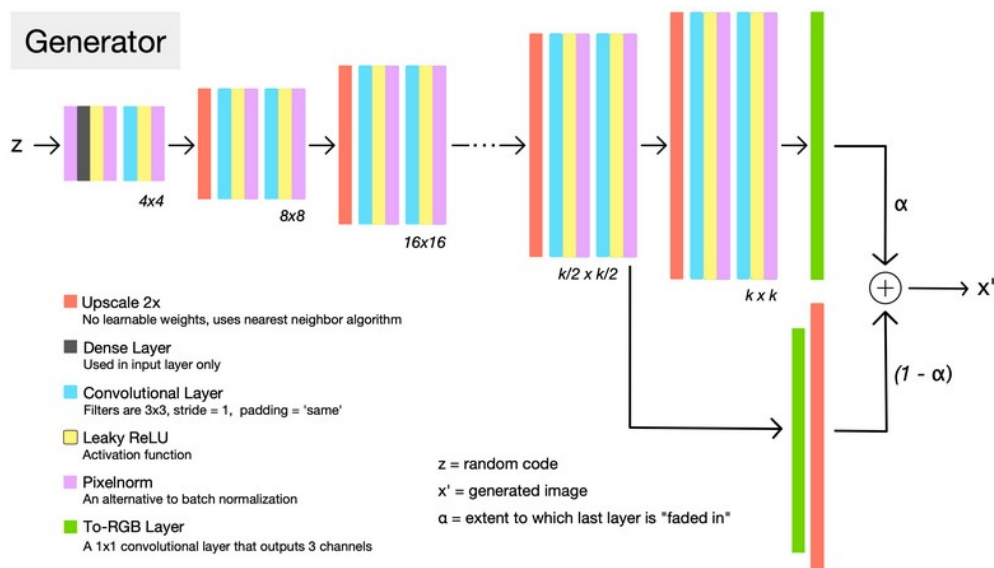 Generator
z
4x4
8x8
16x16
k/2 x k/2
k x k
α
(1 - α)
+
x'
Upscale 2x
No learnable weights, uses nearest neighbor algorithm
Dense Layer
Used in input layer only
Convolutional Layer
Filters are 3x3, stride = 1,  padding = 'same'
Leaky ReLU
Activation function
Pixelnorm
An alternative to batch normalization
To-RGB Layer
A 1x1 convolutional layer that outputs 3 channels
z = random code
x' = generated image
α = extent to which last layer is "faded in"